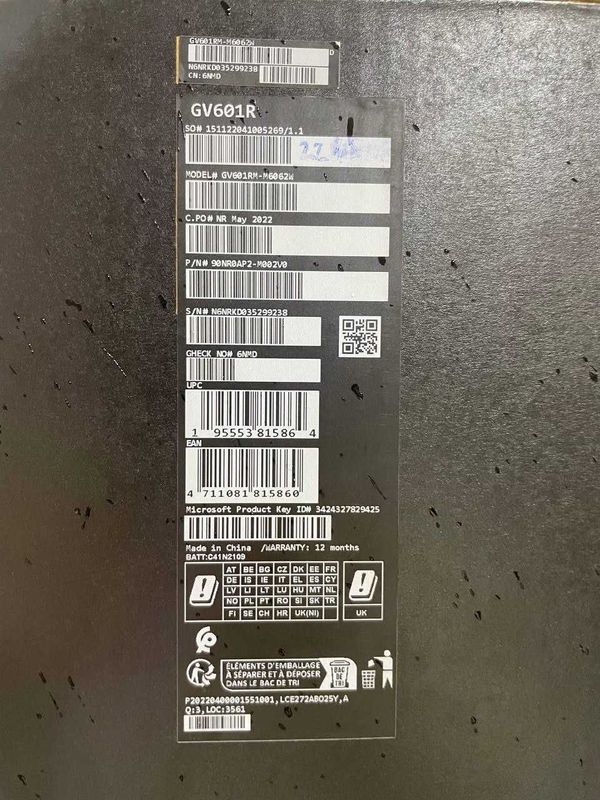 GV601RM-M6062W
D
N6NRKD035299238
CN:6NMD
GV601R
SO# 151122041005269/1.1
MODEL# GV601RM-M6062W
C.PO# NR May 2022
P/N# 90NR0AP2-M002V0
S/N# N6NRKD035299238
CHECK NO# 6NMD
UPC
1 95553 81586 4
EAN
4 711081 815860
Microsoft Product Key ID# 3424327829425
Made in China /WARRANTY: 12 months
BATT:C41N2109
AT BE BG CZ DK EE FR
DE IS IE IT EL ES CY
LV LI LT LU HU MT NL
NO PL PT RO SI SK TR
FI SE CH HR UK(NI)
UK
ÉLÉMENTS D'EMBALLAGE
À SÉPARER ET À DÉPOSER
DANS LE BAC DE TRI
BAC
DE
TRI
P20220400001551001,LCE272ABO25Y,A
Q:3,LOC:3561